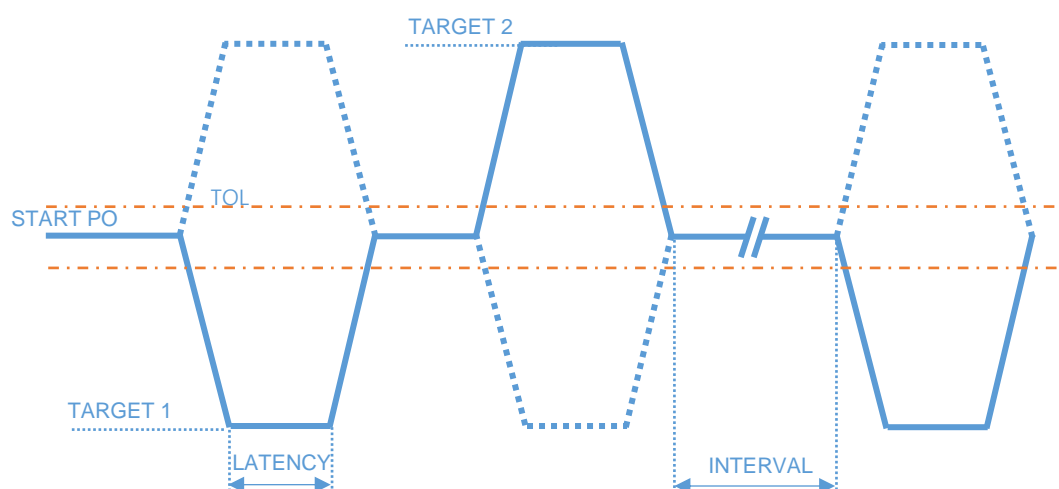 TARGET 2
TOL
START PO
TARGET 1
LATENCY
INTERVAL